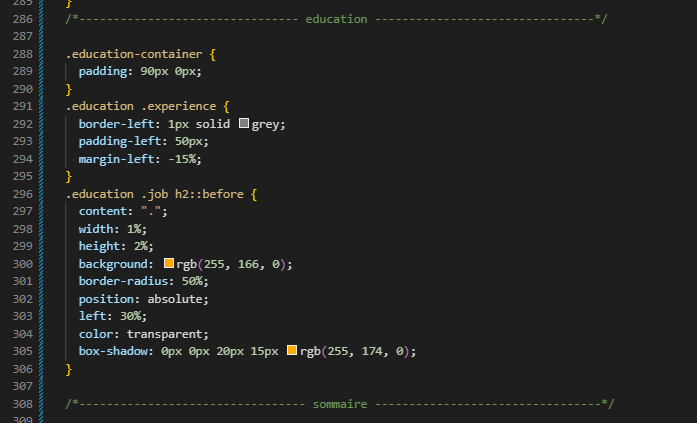 285 }
286 /*-------------------------------- education --------------------------------*/
287
288 .education-container {
289 padding: 90px 0px;
290 }
291 .education .experience {
292 border-left: 1px solid grey;
293 padding-left: 50px;
294 margin-left: -15%;
295 }
296 .education .job h2::before {
297 content: ".";
298 width: 1%;
299 height: 2%;
300 background: rgb(255, 166, 0);
301 border-radius: 50%;
302 position: absolute;
303 left: 30%;
304 color: transparent;
305 box-shadow: 0px 0px 20px 15px rgb(255, 174, 0);
306 }
307
308 /*--------------------------------- sommaire ---------------------------------*/
309